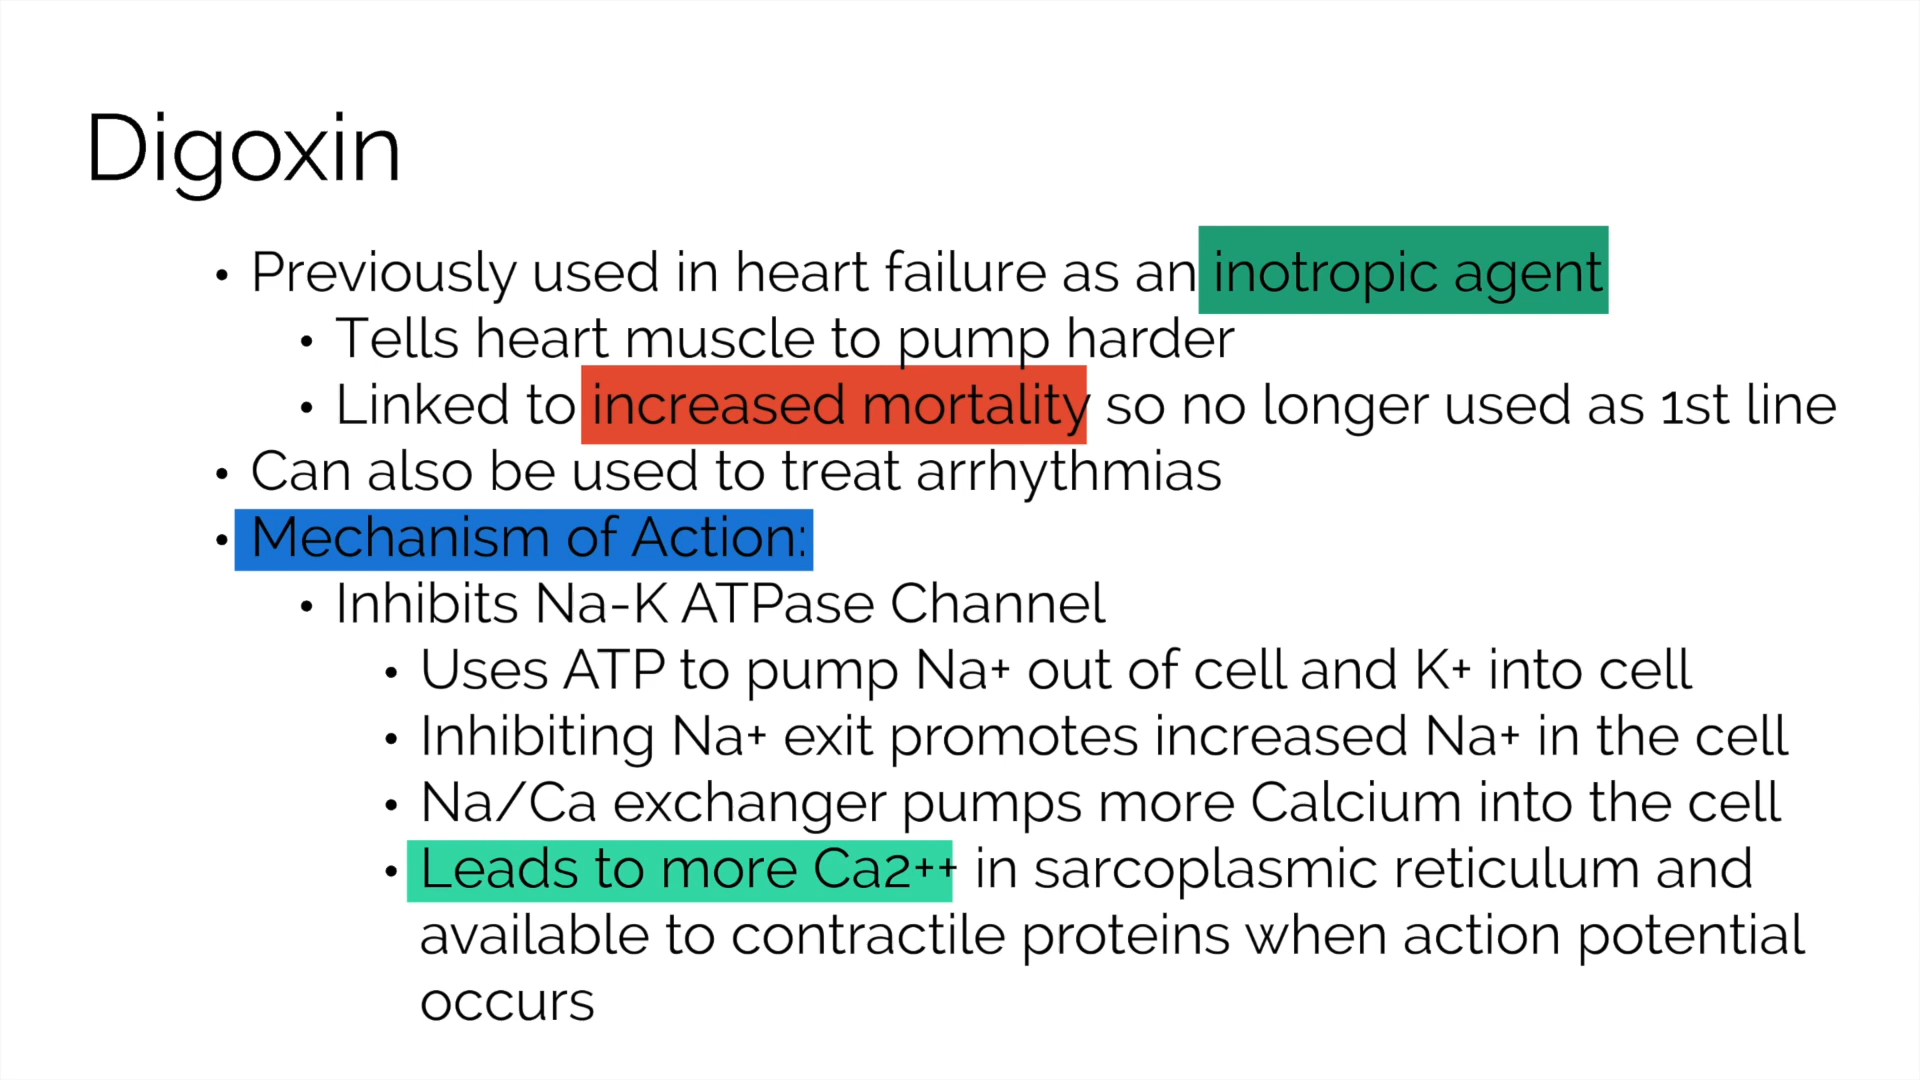 Digoxin
• Previously used in heart failure as an inotropic agent
• Tells heart muscle to pump harder
• Linked to increased mortality so no longer used as 1st line
• Can also be used to treat arrhythmias
• Mechanism of Action:
• Inhibits Na-K ATPase Channel
• Uses ATP to pump Na+ out of cell and K+ into cell
• Inhibiting Na+ exit promotes increased Na+ in the cell
• Na/Ca exchanger pumps more Calcium into the cell
• Leads to more Ca2++ in sarcoplasmic reticulum and
available to contractile proteins when action potential
occurs